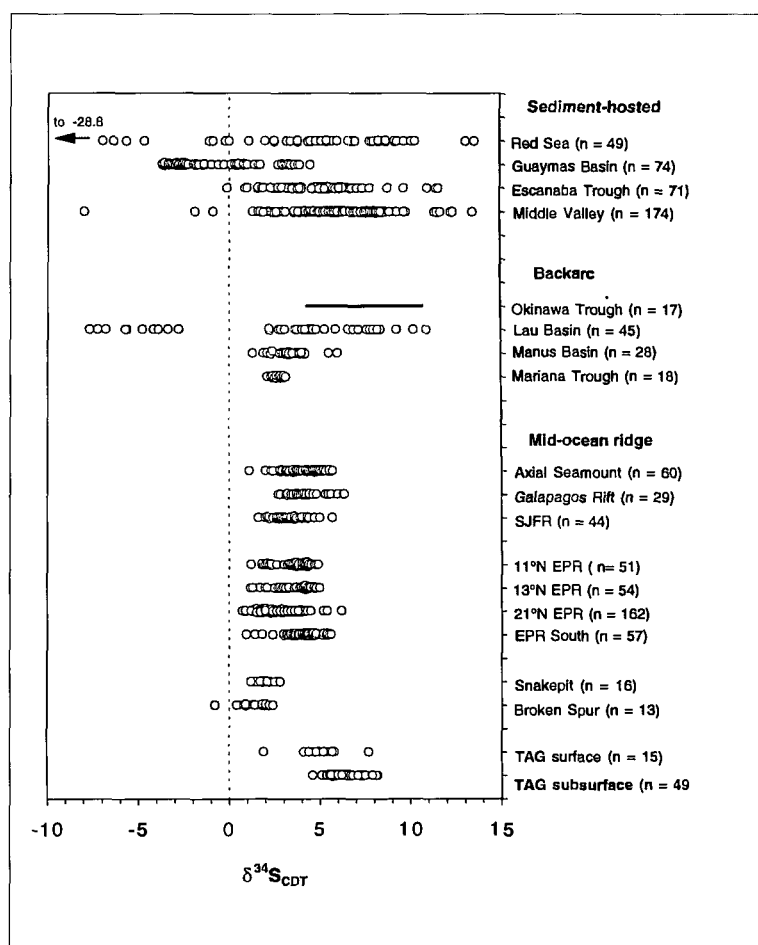 Sediment-hosted
to -28.8
Red Sea (n = 49)
Guaymas Basin (n = 74)
Escanaba Trough (n = 71)
Middle Valley (n = 174)
Backarc
Okinawa Trough (n = 17)
Lau Basin (n = 45)
Manus Basin (n = 28)
Mariana Trough (n = 18)
Mid-ocean ridge
Axial Seamount (n = 60)
Galapagos Rift (n = 29)
SJFR (n = 44)
11°N EPR ( n= 51)
13°N EPR (n = 54)
21°N EPR (n = 162)
EPR South (n = 57)
Snakepit (n = 16)
Broken Spur (n = 13)
TAG surface (n = 15)
TAG subsurface (n = 49
-10 -5 0 5 10 15
δ³⁴S_CDT